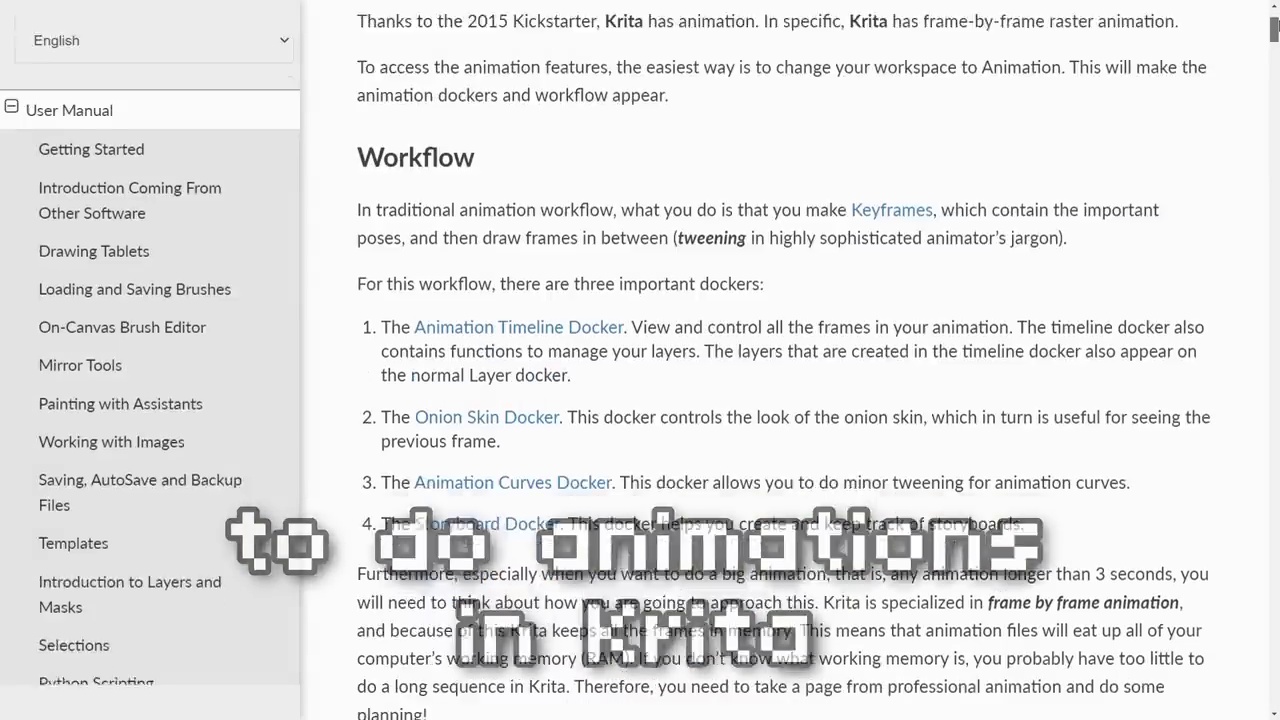 English
User Manual
Getting Started
Introduction Coming From
Other Software
Drawing Tablets
Loading and Saving Brushes
On-Canvas Brush Editor
Mirror Tools
Painting with Assistants
Working with Images
Saving, AutoSave and Backup
Files
Templates
Introduction to Layers and
Masks
Selections
Python Scripting
Thanks to the 2015 Kickstarter, Krita has animation. In specific, Krita has frame-by-frame raster animation.
To access the animation features, the easiest way is to change your workspace to Animation. This will make the
animation dockers and workflow appear.
Workflow
In traditional animation workflow, what you do is that you make Keyframes, which contain the important
poses, and then draw frames in between (tweening in highly sophisticated animator's jargon).
For this workflow, there are three important dockers:
1. The Animation Timeline Docker. View and control all the frames in your animation. The timeline docker also
contains functions to manage your layers. The layers that are created in the timeline docker also appear on
the normal Layer docker.
2. The Onion Skin Docker. This docker controls the look of the onion skin, which in turn is useful for seeing the
previous frame.
3. The Animation Curves Docker. This docker allows you to do minor tweening for animation curves.
4. The Storyboard Docker. This docker helps you create and keep track of storyboards.
Furthermore, especially when you want to do a big animation, that is, any animation longer than 3 seconds, you
will need to think about how you are going to approach this. Krita is specialized in frame by frame animation,
and because of this Krita keeps all the frames in memory. This means that animation files will eat up all of your
computer's working memory (RAM). If you don't know what working memory is, you probably have too little to
do a long sequence in Krita. Therefore, you need to take a page from professional animation and do some
planning!
to do animations
in Krita